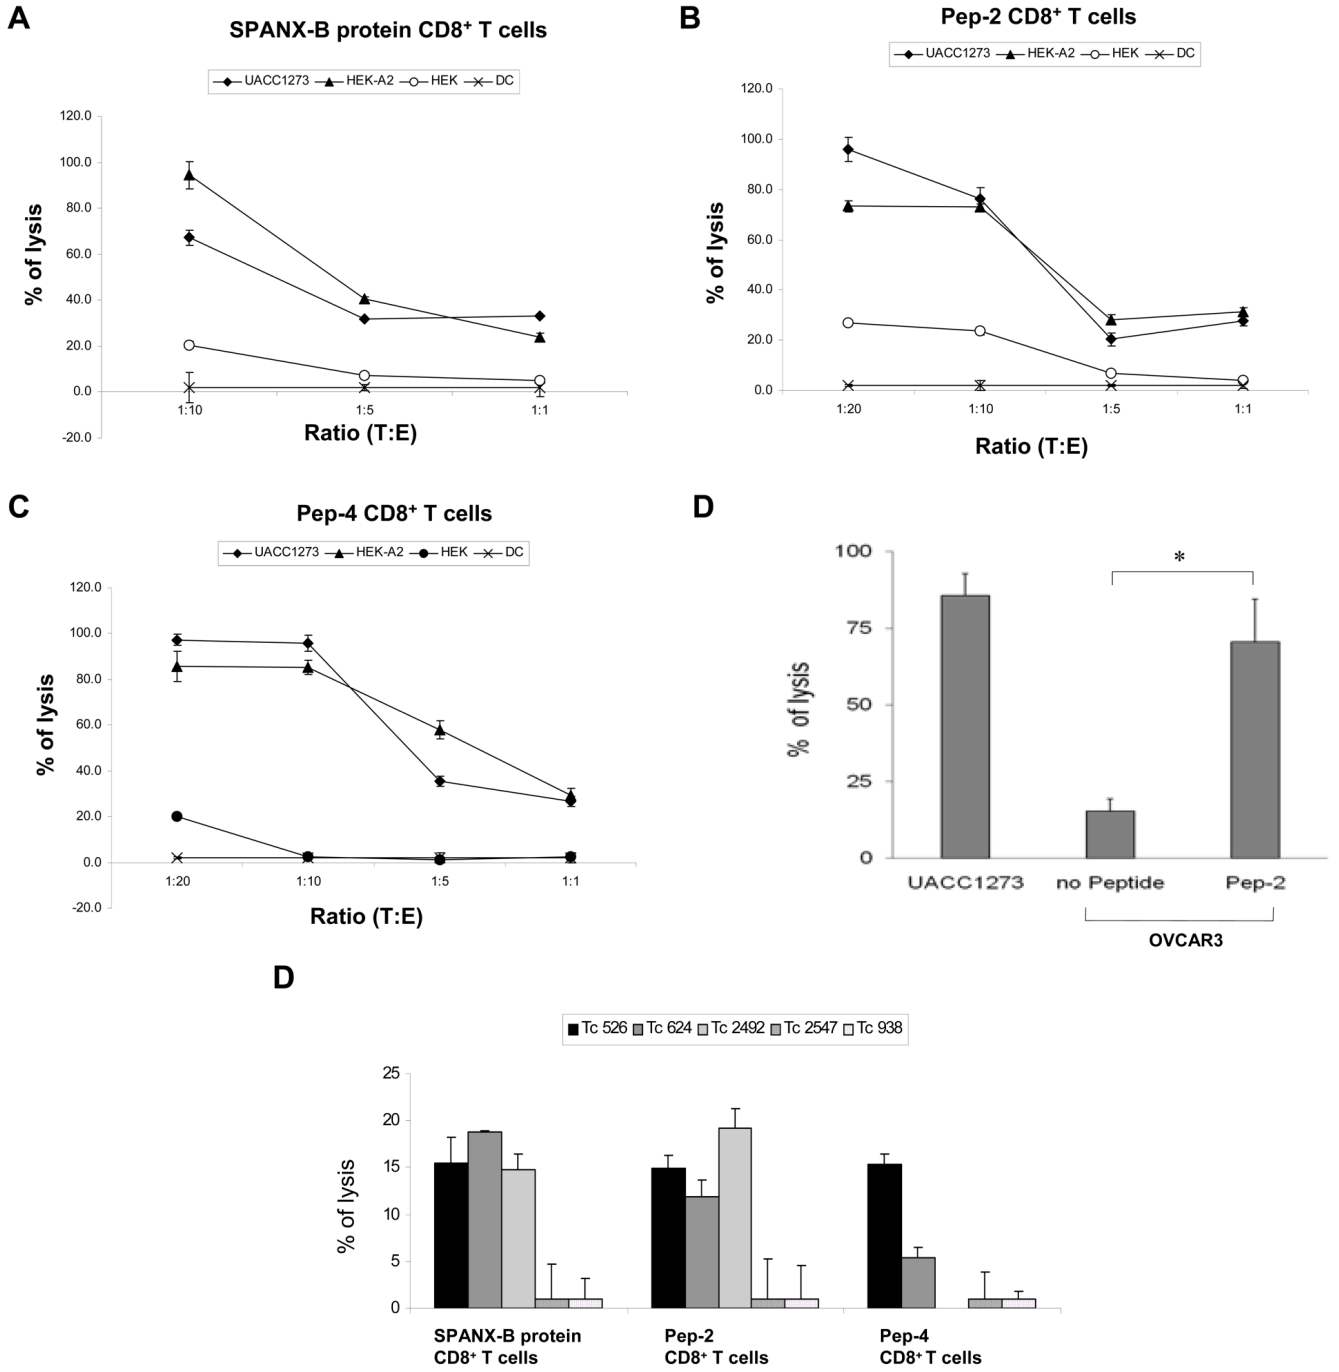 A
SPANX-B protein CD8+ T cells
UACC1273 HEK-A2 HEK DC
120.0
100.0
80.0
60.0
40.0
20.0
0.0
-20.0
% of lysis
1:10 1:5 1:1
Ratio (T:E)
B
Pep-2 CD8+ T cells
UACC1273 HEK-A2 HEK DC
120.0
100.0
80.0
60.0
40.0
20.0
0.0
% of lysis
1:20 1:10 1:5 1:1
Ratio (T:E)
C
Pep-4 CD8+ T cells
UACC1273 HEK-A2 HEK DC
120.0
100.0
80.0
60.0
40.0
20.0
0.0
-20.0
% of lysis
1:20 1:10 1:5 1:1
Ratio (T:E)
D
100
75
50
25
0
% of lysis
*
UACC1273 no Peptide Pep-2
OVCAR3
D
Tc 526 Tc 624 Tc 2492 Tc 2547 Tc 938
25
20
15
10
5
0
% of lysis
SPANX-B protein
CD8+ T cells
Pep-2
CD8+ T cells
Pep-4
CD8+ T cells